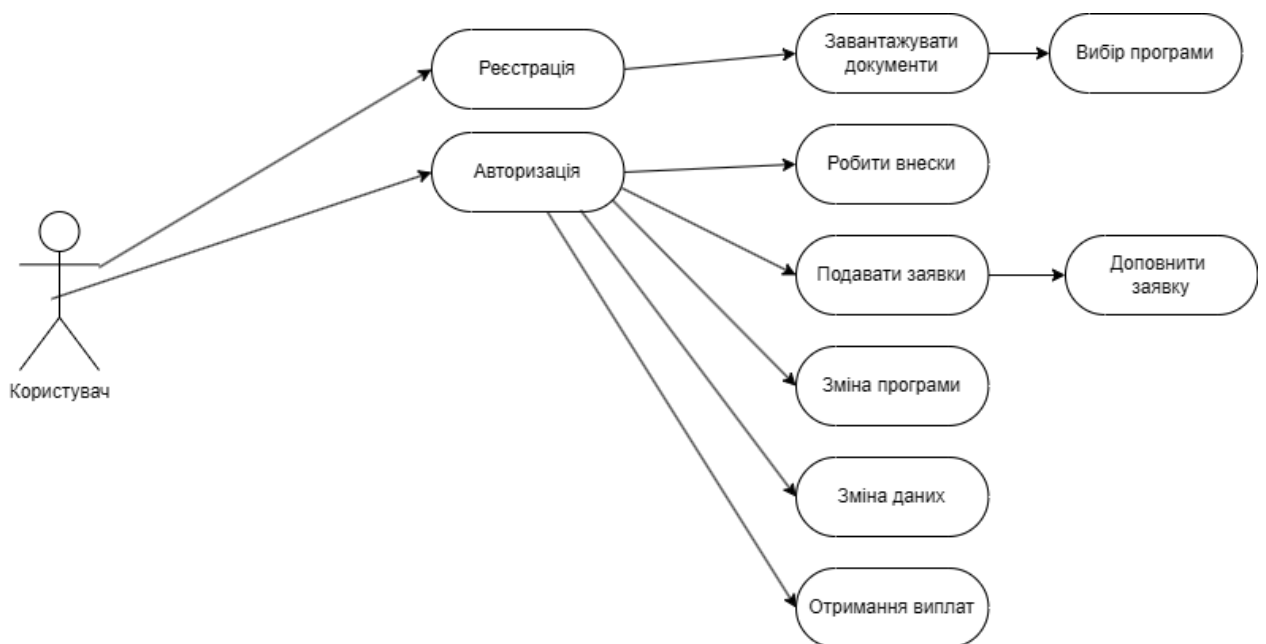 Реєстрація
Завантажувати
документи
Вибір програми
Авторизація
Робити внески
Подавати заявки
Доповнити
заявку
Зміна програми
Користувач
Зміна даних
Отримання виплат